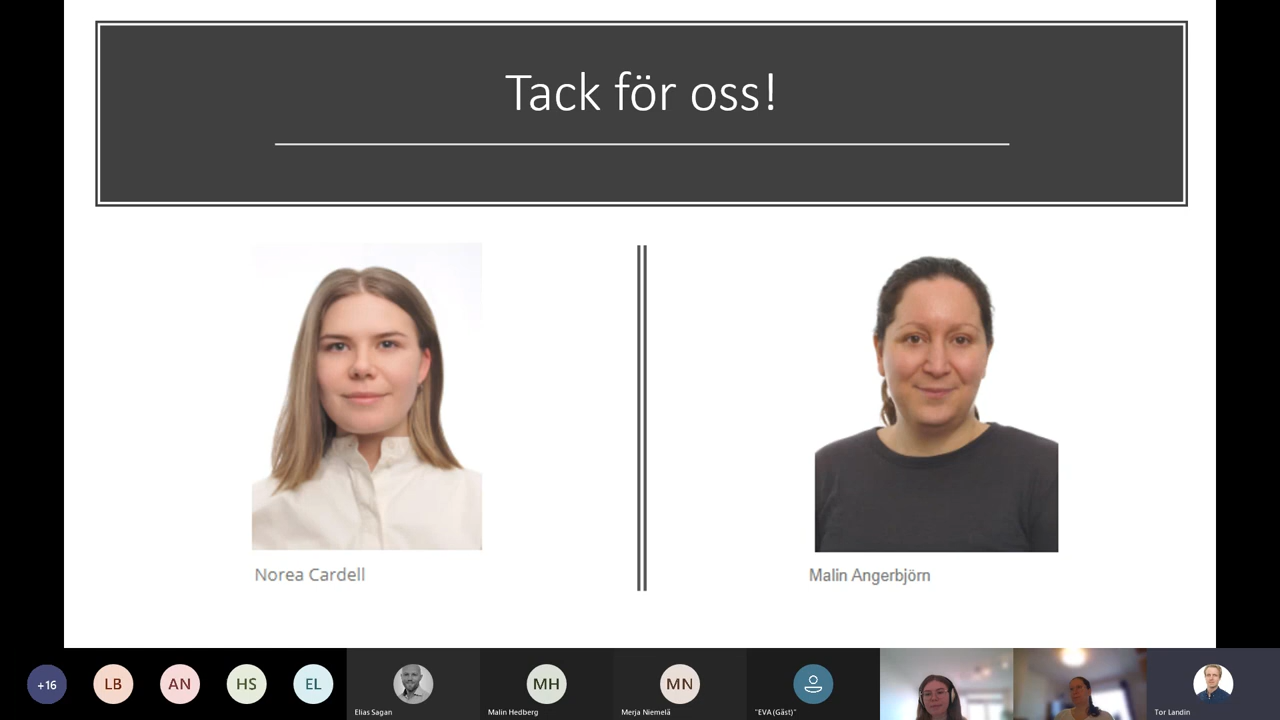 Tack för oss!
Norea Cardell
Malin Angerbjörn
+16
LB
AN
HS
EL
Elias Sagan
MH
Malin Hedberg
MN
Merja Niemelä
"EVA (Gäst)"
Tor Landin